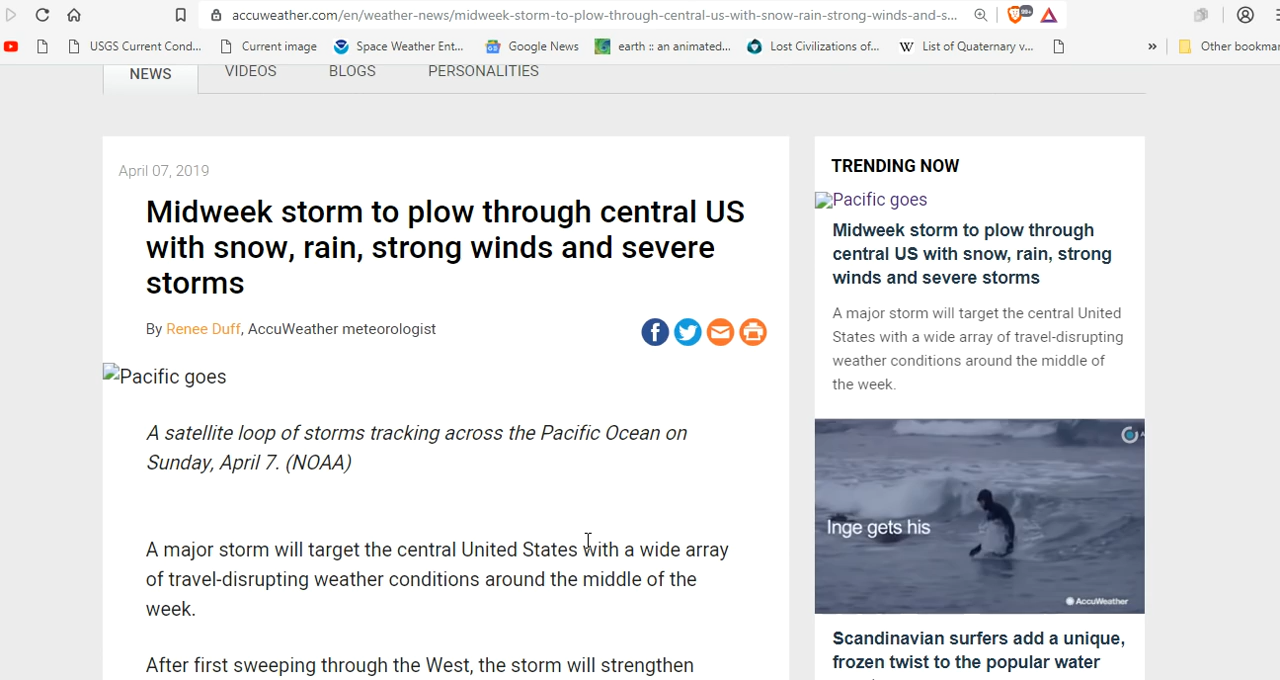 accuweather.com/en/weather-news/midweek-storm-to-plow-through-central-us-with-snow-rain-strong-winds-and-s...
99+
USGS Current Cond...
Current image
Space Weather Ent...
Google News
earth :: an animated...
Lost Civilizations of...
W List of Quaternary v...
»
Other bookmar
NEWS
VIDEOS
BLOGS
PERSONALITIES
April 07, 2019
Midweek storm to plow through central US
with snow, rain, strong winds and severe
storms
By Renee Duff, AccuWeather meteorologist
Pacific goes
A satellite loop of storms tracking across the Pacific Ocean on
Sunday, April 7. (NOAA)
A major storm will target the central United States with a wide array
of travel-disrupting weather conditions around the middle of the
week.
After first sweeping through the West, the storm will strengthen
TRENDING NOW
Pacific goes
Midweek storm to plow through
central US with snow, rain, strong
winds and severe storms
A major storm will target the central United
States with a wide array of travel-disrupting
weather conditions around the middle of
the week.
A
Inge gets his
AccuWeather
Scandinavian surfers add a unique,
frozen twist to the popular water